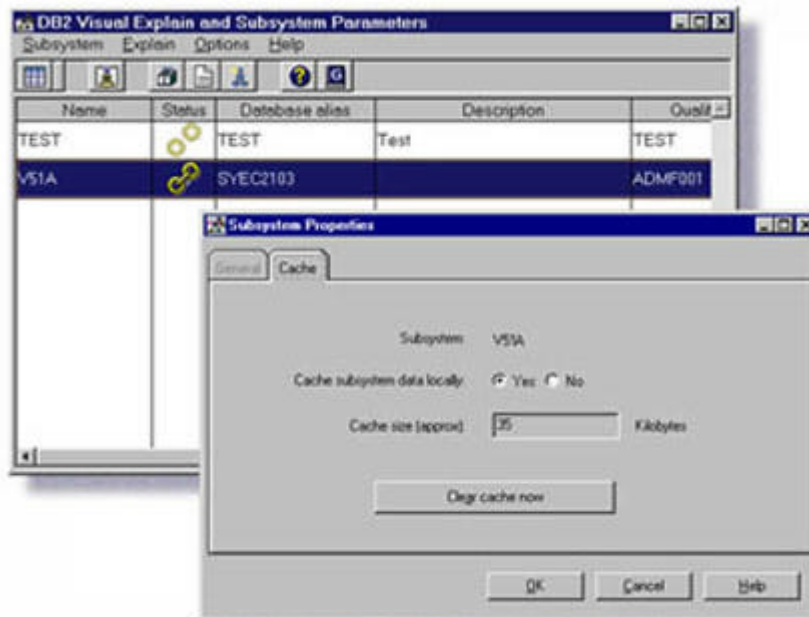 DB2 Visual Explain and Subsystem Parameters
Subsystem Explain Options Help
Name Status Database alias Description Qualif
TEST TEST Test TEST
V51A SYEC2103 ADMF001
Subsystem Properties
General Cache
Subsystem V51A
Cache subsystem data locally Yes No
Cache size (approx) 35 Kilobytes
Clear cache now
OK Cancel Help